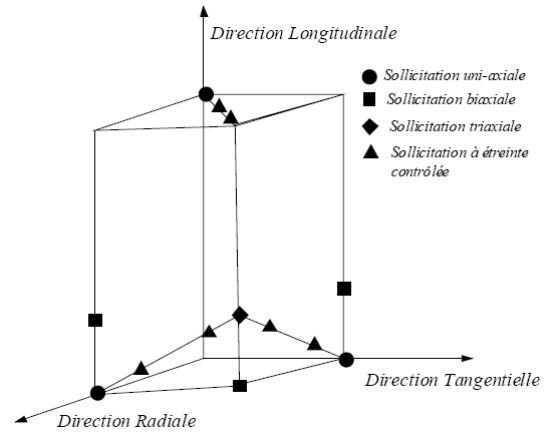 Direction Longitudinale
Sollicitation uni-axiale
Sollicitation biaxiale
Sollicitation triaxiale
Sollicitation à étreinte
contrôlée
Direction Tangentielle
Direction Radiale